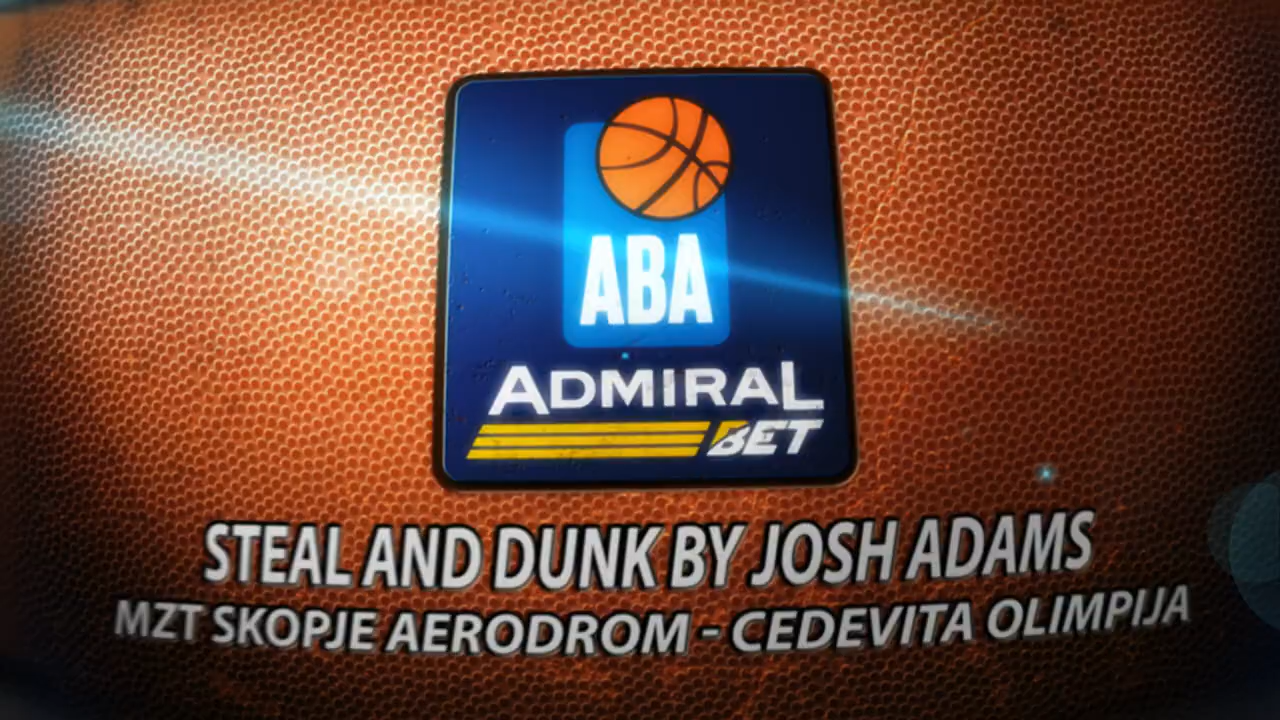 ABA
ADMIRAL
BET
STEAL AND DUNK BY JOSH ADAMS
MZT SKOPJE AERODROM - CEDEVITA OLIMPIJA